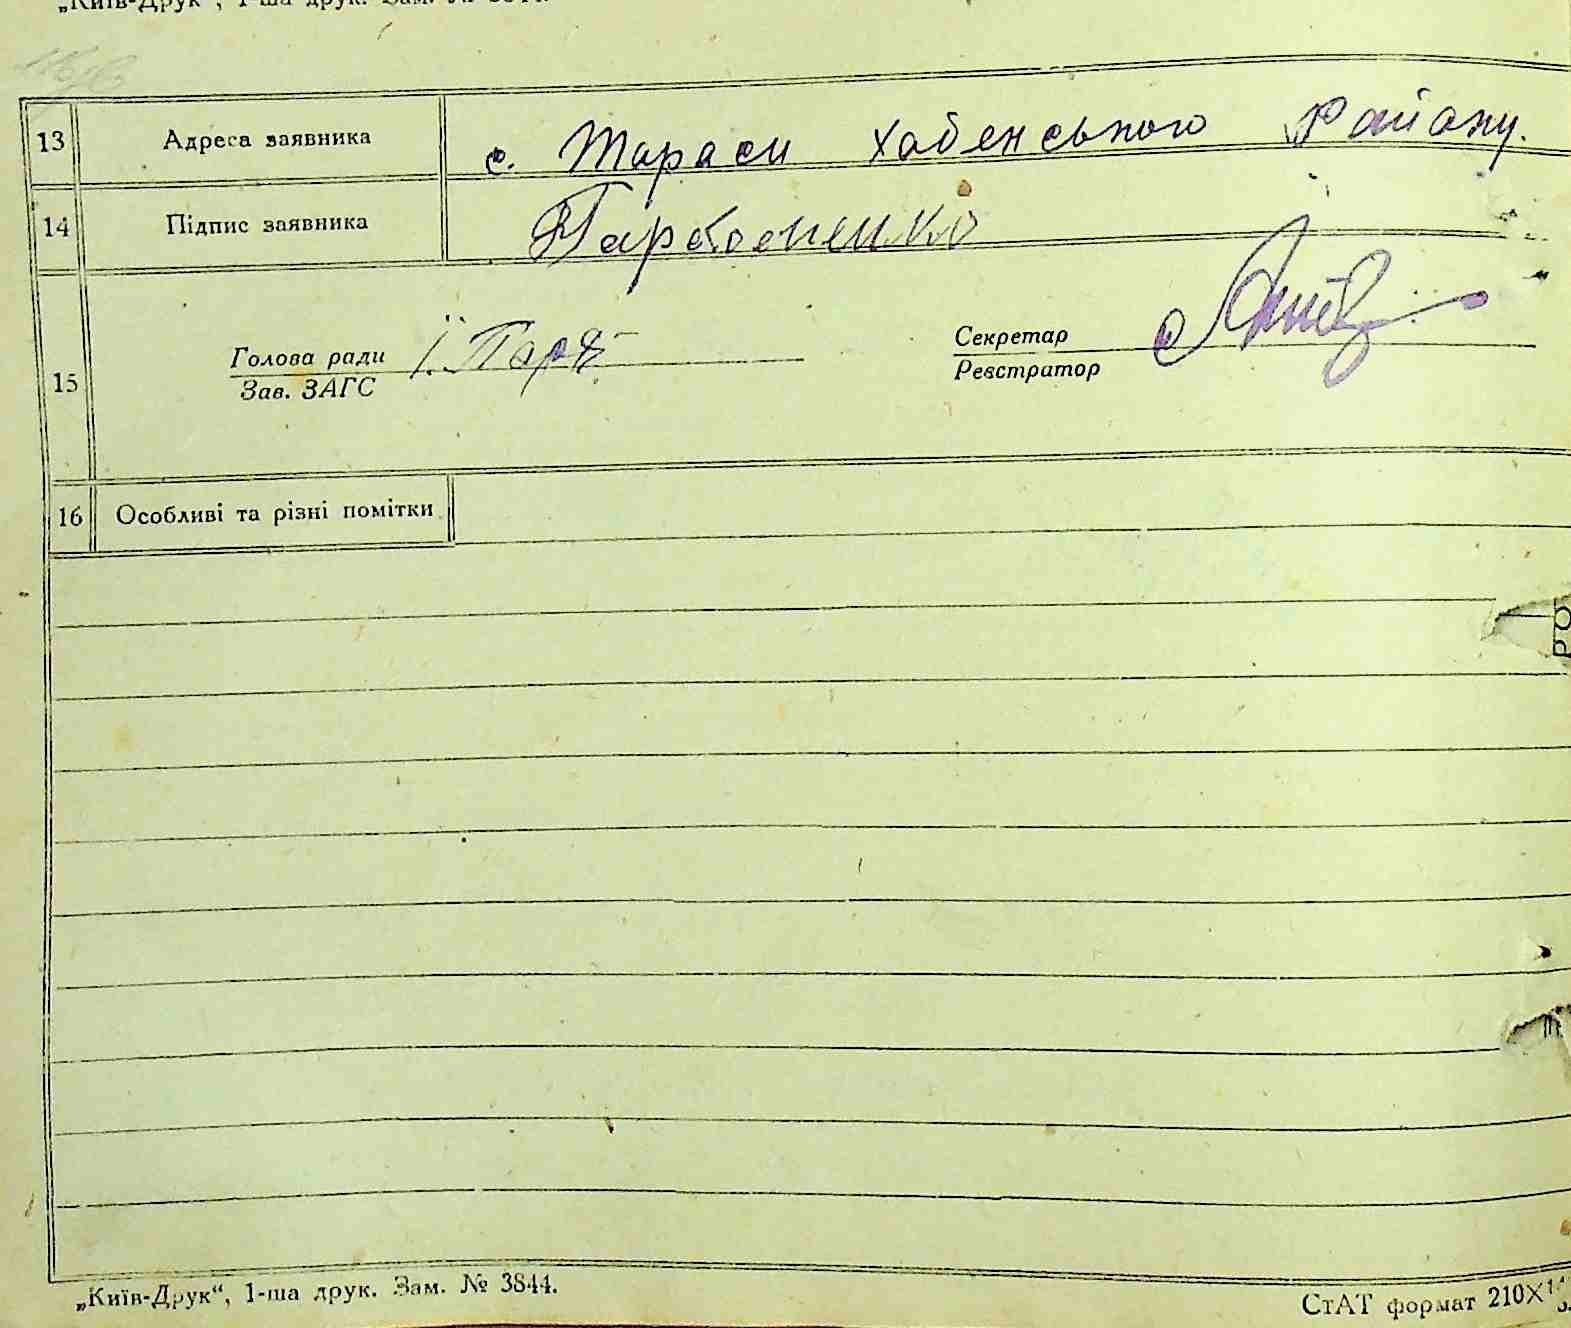 „Київ-Друк", 1-ша друк. Зам. № 3844.
13 Адреса заявника с. Тараси Хабенського Району.
14 Підпис заявника
15
Голова ради
Зав. ЗАГС
Секретар
Реєстратор
16 Особливі та різні помітки
„Київ-Друк“, 1-ша друк. Зам. № 3844.
СтАТ формат 210X